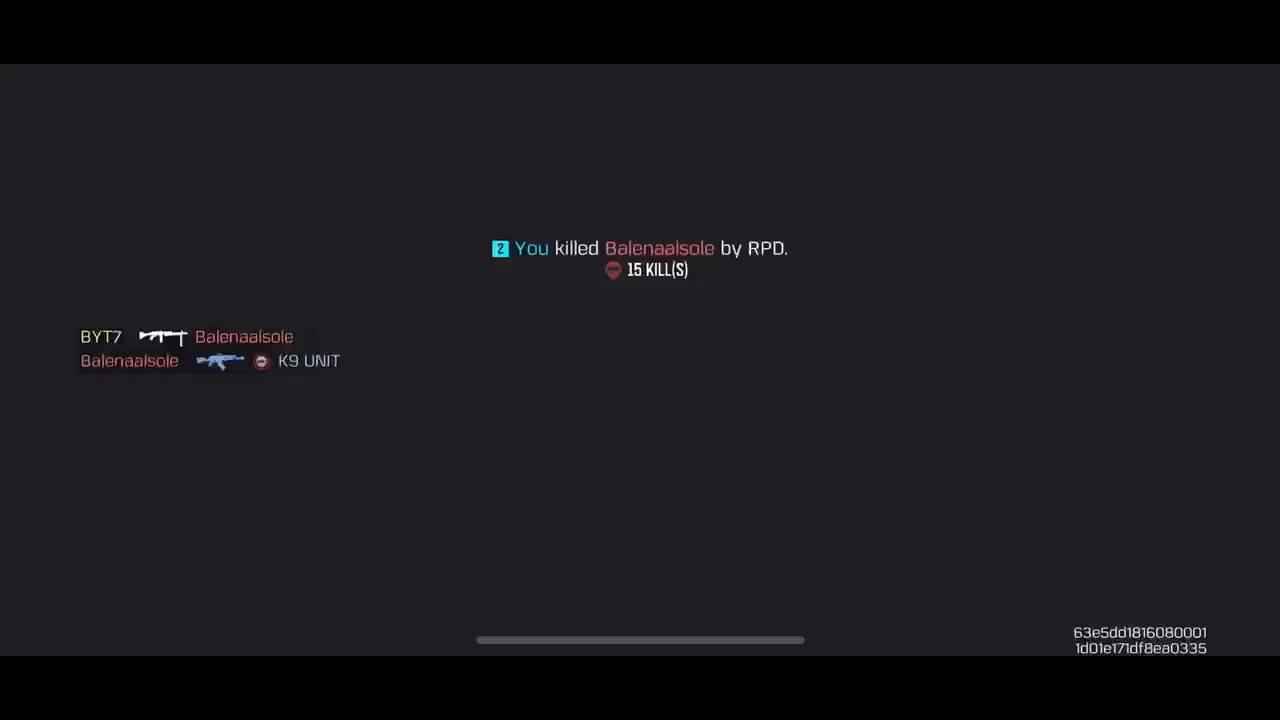 2 You killed Balenaalsole by RPD.
15 KILL(S)
BYT7 Balenaalsole
Balenaalsole K9 UNIT
63e5dd1816080001
1d01e171df8ea0335